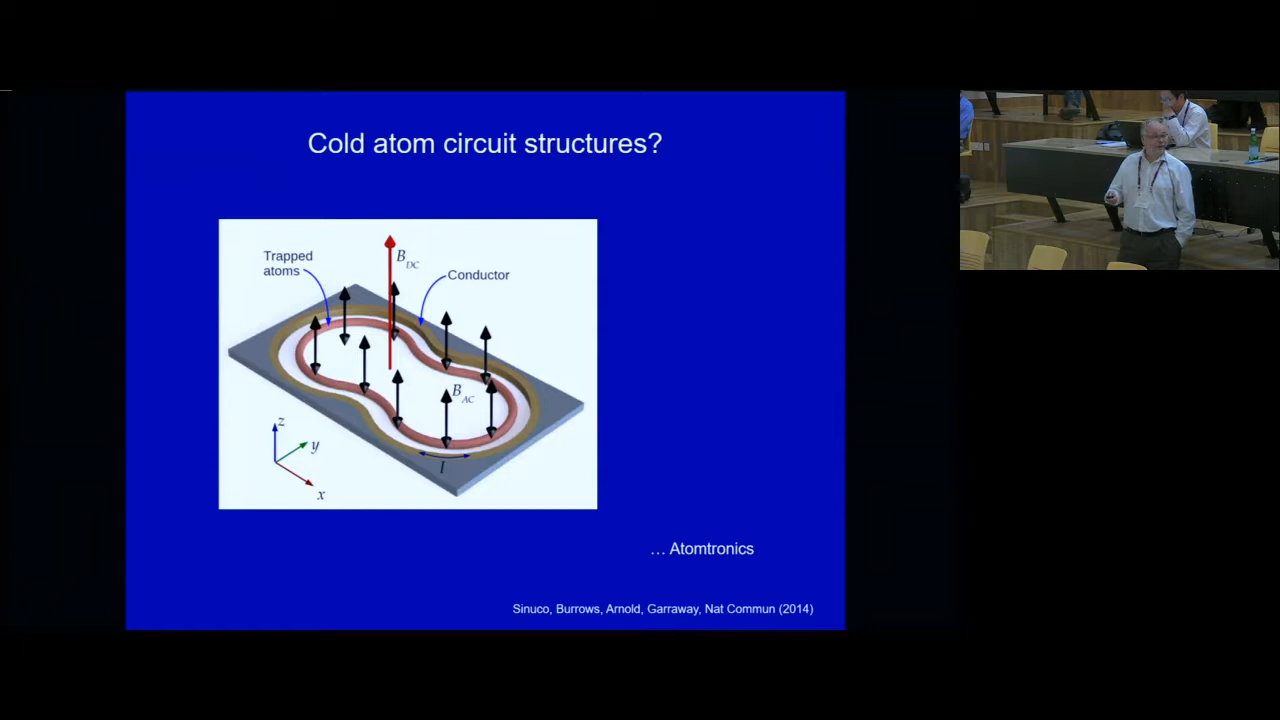 Cold atom circuit structures?
Trapped
atoms
B_DC
Conductor
B_AC
z
y
I
x
… Atomtronics
Sinuco, Burrows, Arnold, Garraway, Nat Commun (2014)